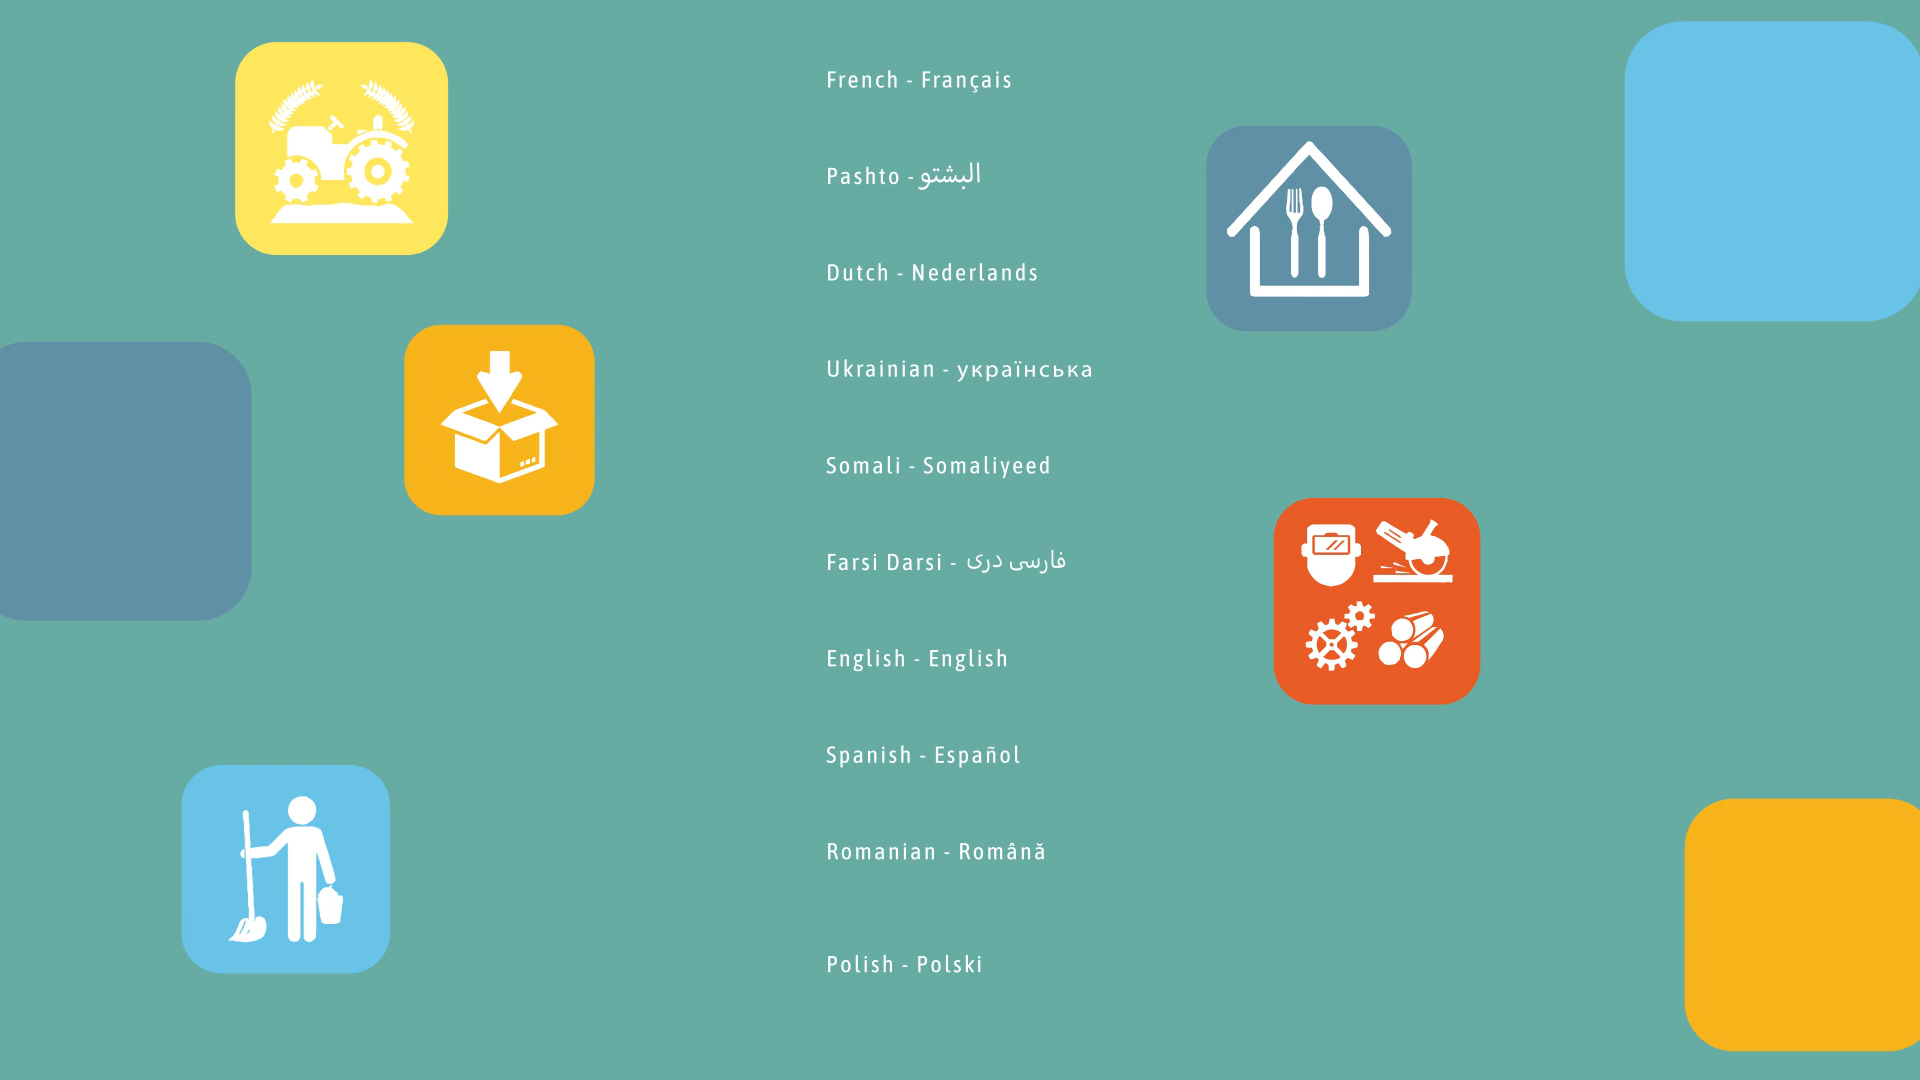 French - Français
Pashto - البشتو
Dutch - Nederlands
Ukrainian - українська
Somali - Somaliyeed
Farsi Darsi - فارسی دری
English - English
Spanish - Español
Romanian - Română
Polish - Polski